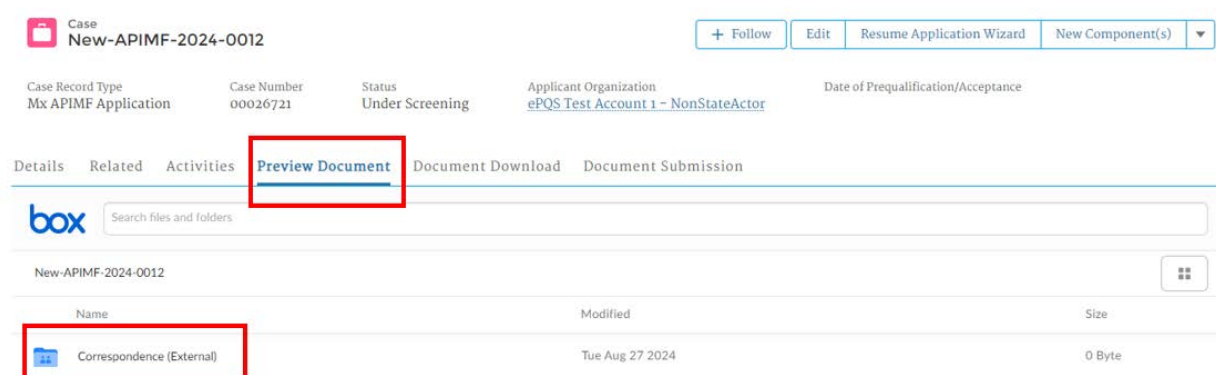 Case
New-APIMF-2024-0012
+ Follow Edit Resume Application Wizard New Component(s)
Case Record Type Case Number Status Applicant Organization Date of Prequalification/Acceptance
Mx APIMF Application 00026721 Under Screening ePQS Test Account 1 - NonStateActor
Details Related Activities Preview Document Document Download Document Submission
box Search files and folders
New-APIMF-2024-0012
Name Modified Size
Correspondence (External) Tue Aug 27 2024 0 Byte